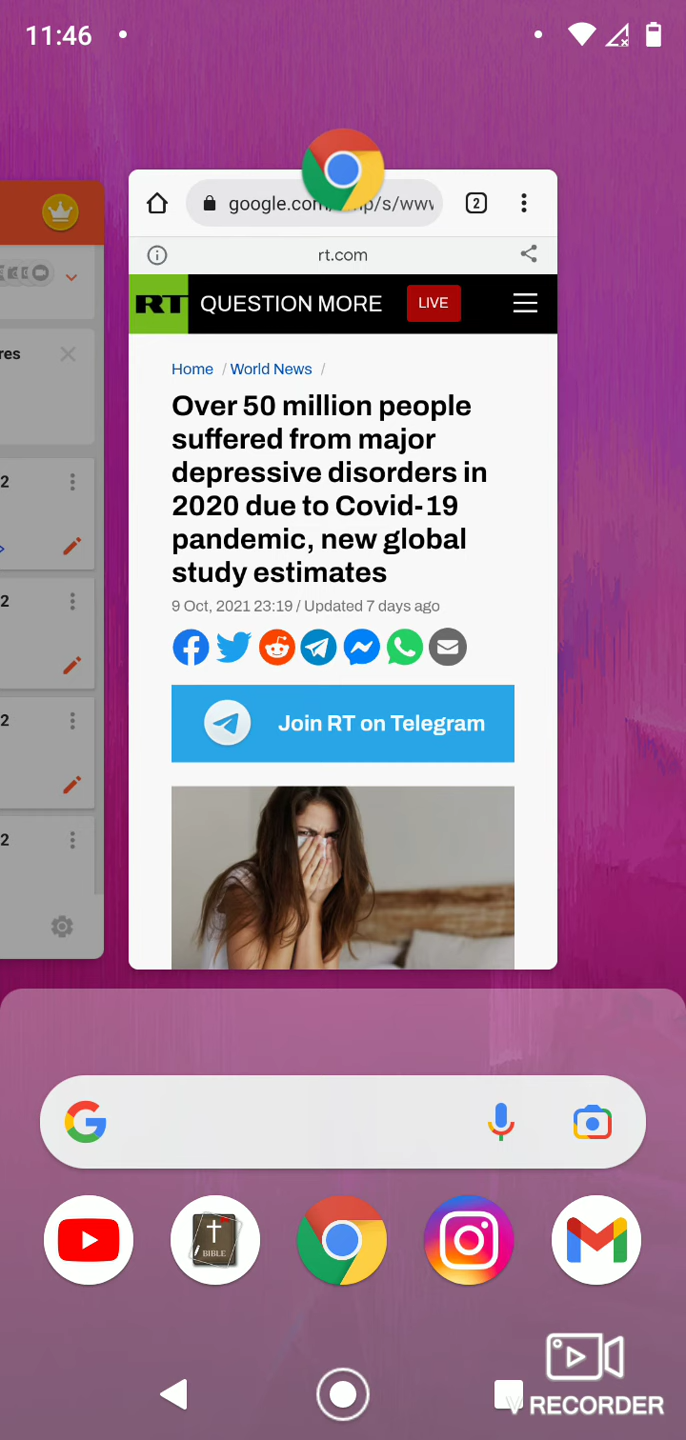 11:46
google.com
2
rt.com
RT QUESTION MORE LIVE
Home / World News /
Over 50 million people
suffered from major
depressive disorders in
2020 due to Covid-19
pandemic, new global
study estimates
9 Oct, 2021 23:19 / Updated 7 days ago
Join RT on Telegram
res
2
2
2
2
BIBLE
RECORDER